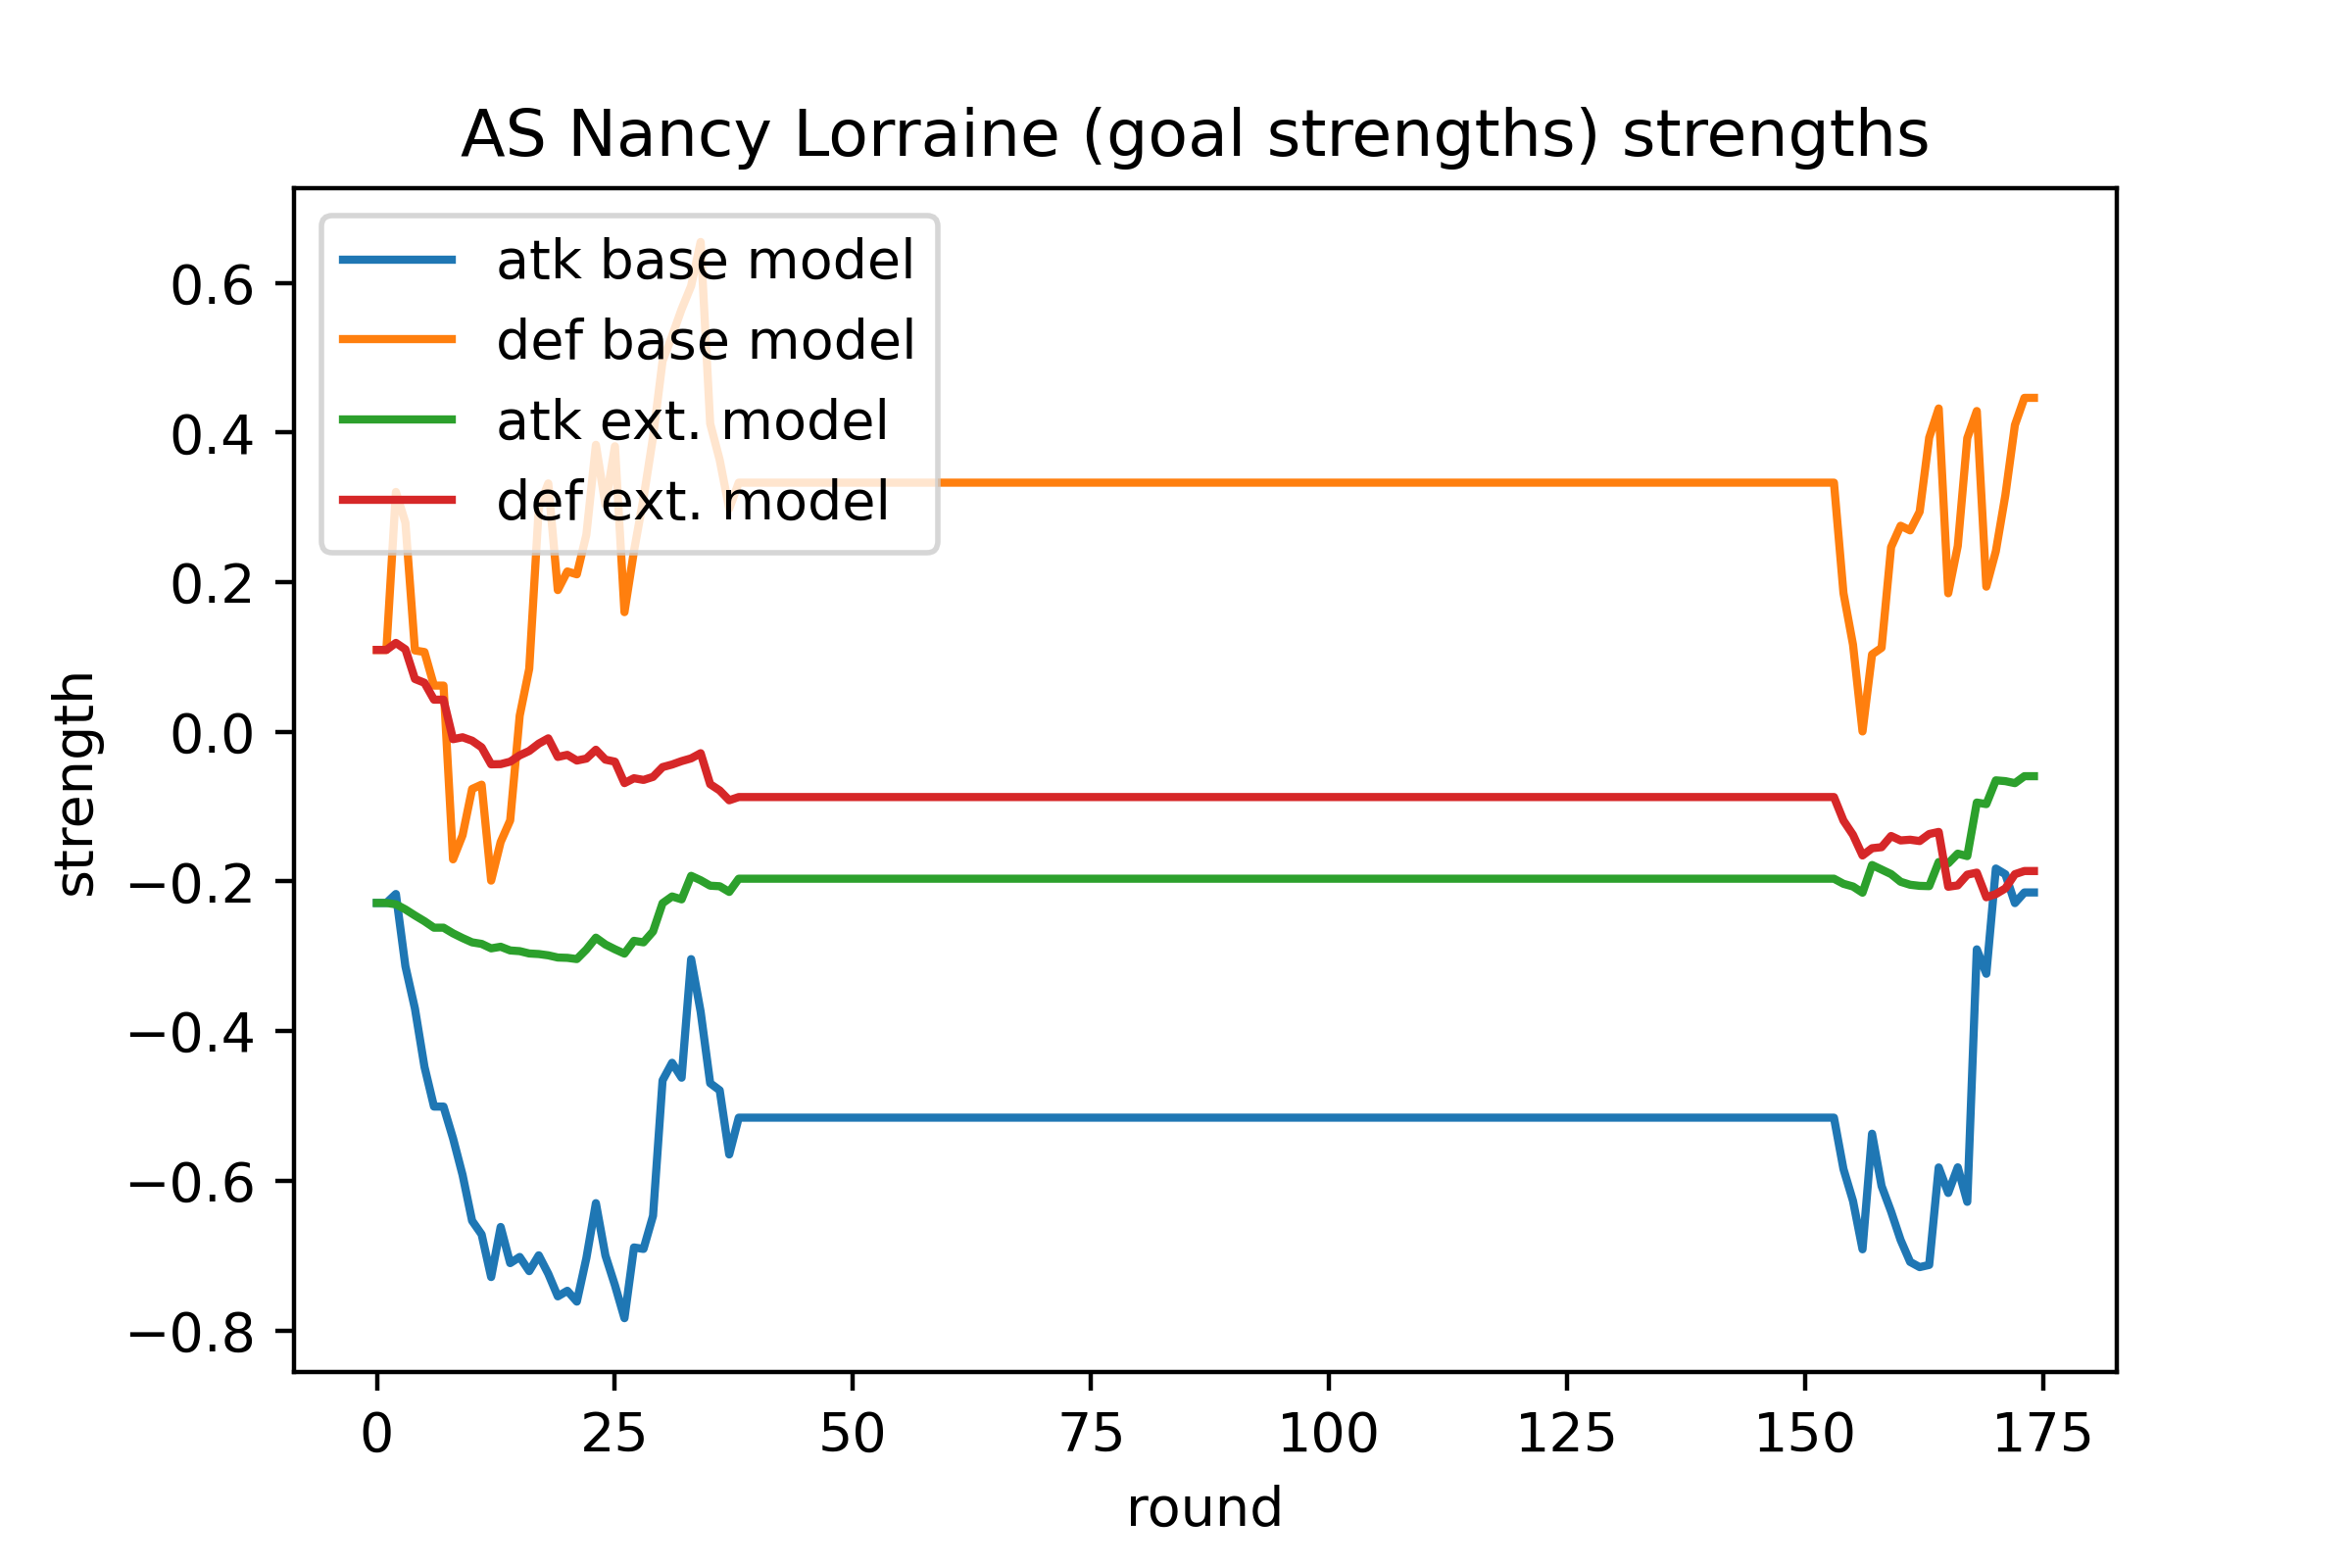 AS Nancy Lorraine (goal strengths) strengths
atk base model
def base model
atk ext. model
def ext. model
strength
0.6
0.4
0.2
0.0
−0.2
−0.4
−0.6
−0.8
0 25 50 75 100 125 150 175
round